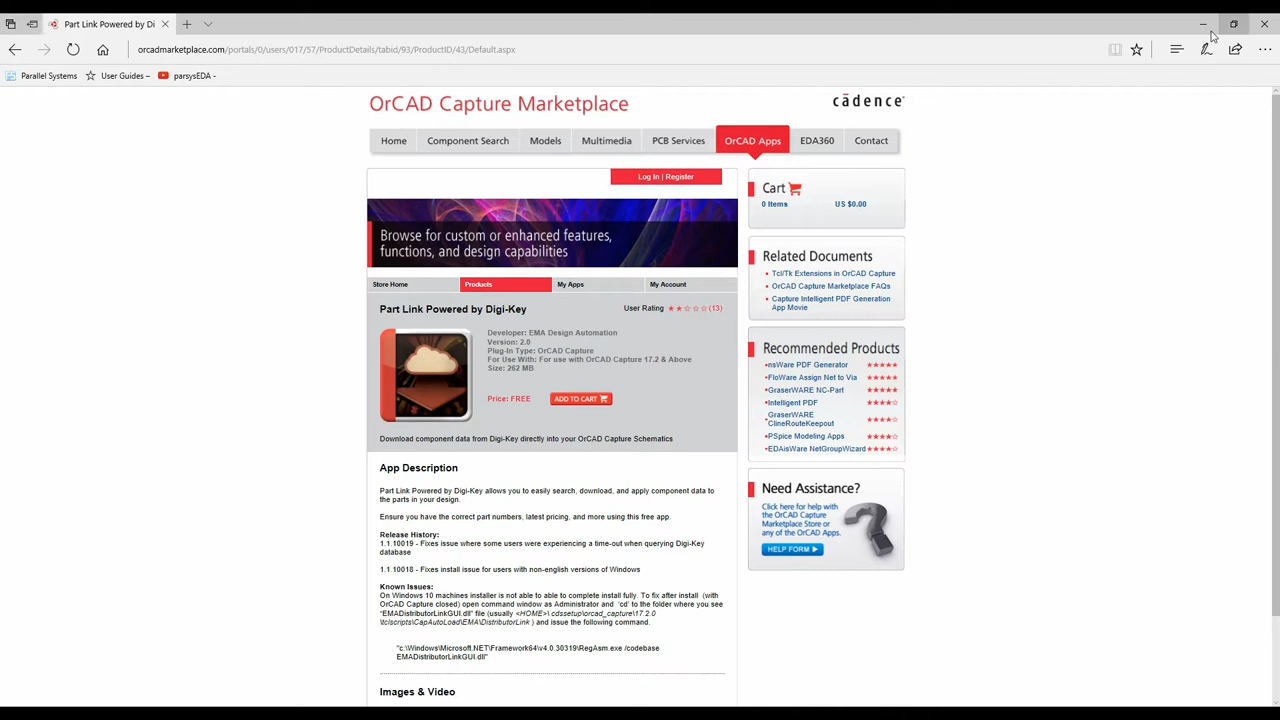 Part Link Powered by Di
orcadmarketplace.com/portals/0/users/017/57/ProductDetails/tabid/93/ProductID/43/Default.aspx
Parallel Systems
User Guides –
parsysEDA -
OrCAD Capture Marketplace
cādence®
Home
Component Search
Models
Multimedia
PCB Services
OrCAD Apps
EDA360
Contact
Log In | Register
Browse for custom or enhanced features,
functions, and design capabilities
Store Home
Products
My Apps
My Account
Part Link Powered by Digi-Key
User Rating ★★☆☆☆ (13)
Developer: EMA Design Automation
Version: 2.0
Plug-In Type: OrCAD Capture
For Use With: For use with OrCAD Capture 17.2 & Above
Size: 262 MB
Price: FREE
ADD TO CART
Download component data from Digi-Key directly into your OrCAD Capture Schematics
App Description
Part Link Powered by Digi-Key allows you to easily search, download, and apply component data to
the parts in your design.
Ensure you have the correct part numbers, latest pricing, and more using this free app.
Release History:
1.1.10019 - Fixes issue where some users were experiencing a time-out when querying Digi-Key
database
1.1.10018 - Fixes install issue for users with non-english versions of Windows
Known Issues:
On Windows 10 machines installer is not able to able to complete install fully. To fix after install (with
OrCAD Capture closed) open command window as Administrator and 'cd' to the folder where you see
"EMADistributorLinkGUI.dll" file (usually <HOME>\.cdssetup\orcad_capture\17.2.0
\tclscripts\CapAutoLoad\EMA\DistributorLink ) and issue the following command.
"c:\Windows\Microsoft.NET\Framework64\v4.0.30319\RegAsm.exe /codebase
EMADistributorLinkGUI.dll"
Images & Video
Cart
0 Items
US $0.00
Related Documents
Tcl/Tk Extensions in OrCAD Capture
OrCAD Capture Marketplace FAQs
Capture Intelligent PDF Generation
App Movie
Recommended Products
nsWare PDF Generator ★★★★★
FloWare Assign Net to Via ★★★★★
GraserWARE NC-Part ★★★★★
Intelligent PDF ★★★★☆
GraserWARE
ClineRouteKeepout ★★★★☆
PSpice Modeling Apps ★★★★☆
EDAisWare NetGroupWizard ★★★★☆
Need Assistance?
Click here for help with
the OrCAD Capture
Marketplace Store or
any of the OrCAD Apps.
HELP FORM